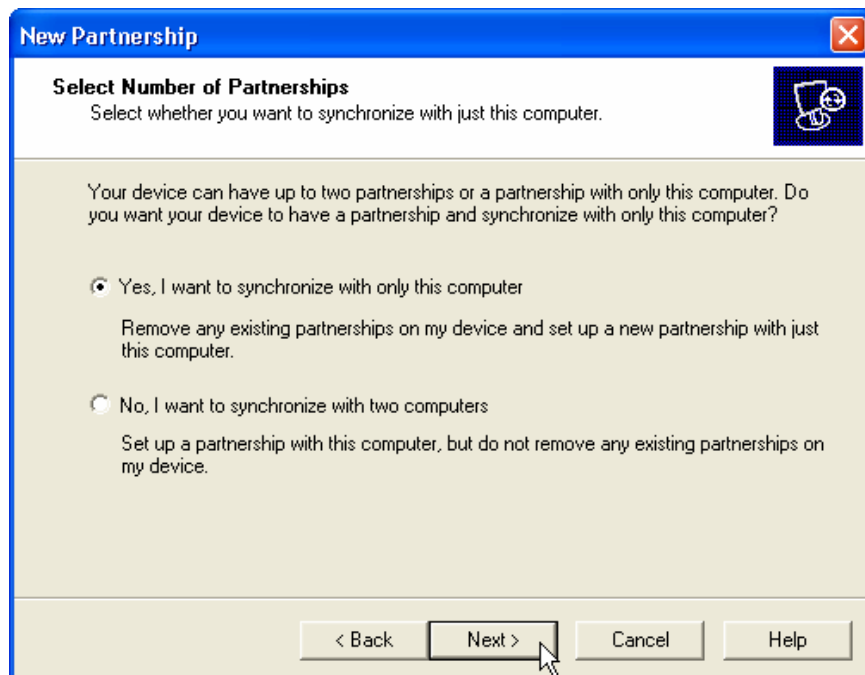 New Partnership
Select Number of Partnerships
Select whether you want to synchronize with just this computer.
Your device can have up to two partnerships or a partnership with only this computer. Do
you want your device to have a partnership and synchronize with only this computer?
Yes, I want to synchronize with only this computer
Remove any existing partnerships on my device and set up a new partnership with just
this computer.
No, I want to synchronize with two computers
Set up a partnership with this computer, but do not remove any existing partnerships on
my device.
< Back Next > Cancel Help